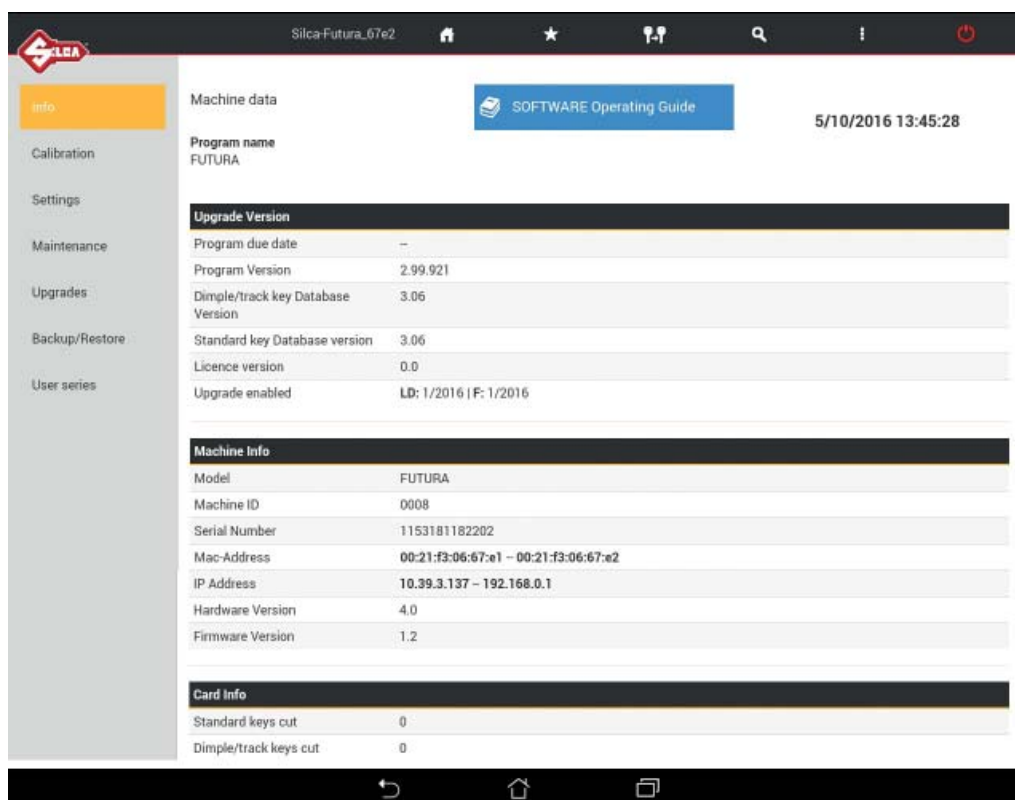 SILCA
Silca-Futura_67e2
Info
Calibration
Settings
Maintenance
Upgrades
Backup/Restore
User series
Machine data
SOFTWARE Operating Guide
5/10/2016 13:45:28
Program name
FUTURA
Upgrade Version
Program due date --
Program Version 2.99.921
Dimple/track key Database
Version 3.06
Standard key Database version 3.06
Licence version 0.0
Upgrade enabled LD: 1/2016 | F: 1/2016
Machine Info
Model FUTURA
Machine ID 0008
Serial Number 1153181182202
Mac-Address 00:21:f3:06:67:e1 -- 00:21:f3:06:67:e2
IP Address 10.39.3.137 -- 192.168.0.1
Hardware Version 4.0
Firmware Version 1.2
Card Info
Standard keys cut 0
Dimple/track keys cut 0